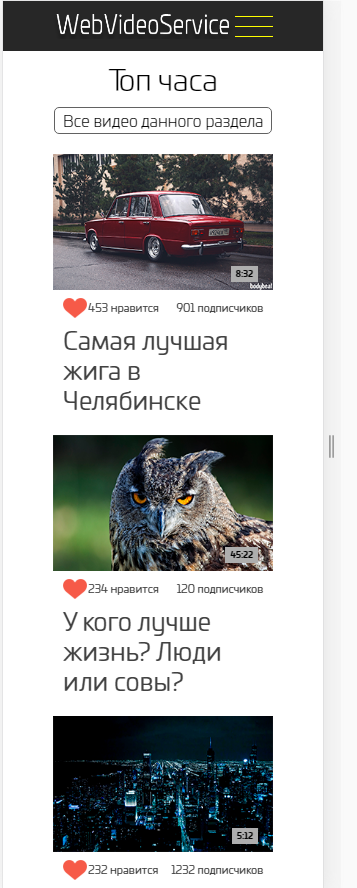 WebVideoService
Топ часа
Все видео данного раздела
8:32
bodybeat
453 нравится 901 подписчиков
Самая лучшая
жига в
Челябинске
45:22
234 нравится 120 подписчиков
У кого лучше
жизнь? Люди
или совы?
5:12
232 нравится 1232 подписчиков